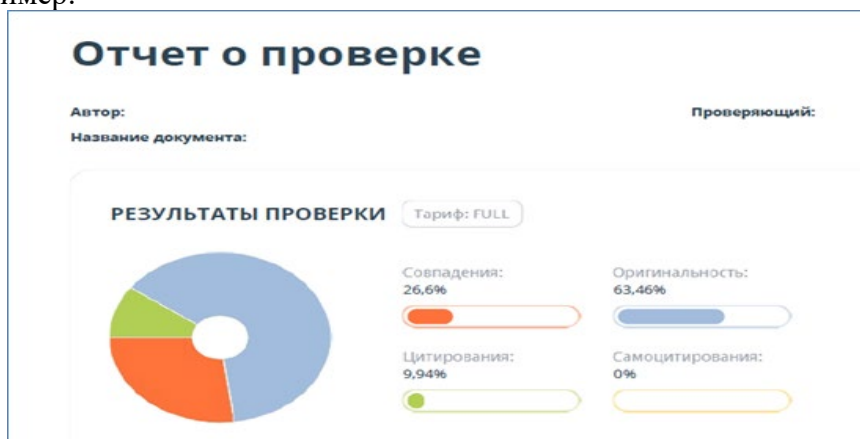 Отчет о проверке
Автор: Проверяющий:
Название документа:
РЕЗУЛЬТАТЫ ПРОВЕРКИ Тариф: FULL
Совпадения: Оригинальность:
26,6% 63,46%
Цитирования: Самоцитирования:
9,94% 0%